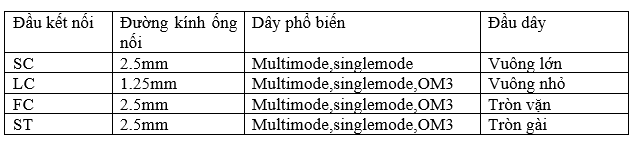 Đầu kết nối | Đường kính ống nối | Dây phổ biến | Đầu dây
SC | 2.5mm | Multimode,singlemode | Vuông lớn
LC | 1.25mm | Multimode,singlemode,OM3 | Vuông nhỏ
FC | 2.5mm | Multimode,singlemode,OM3 | Tròn vặn
ST | 2.5mm | Multimode,singlemode,OM3 | Tròn gài